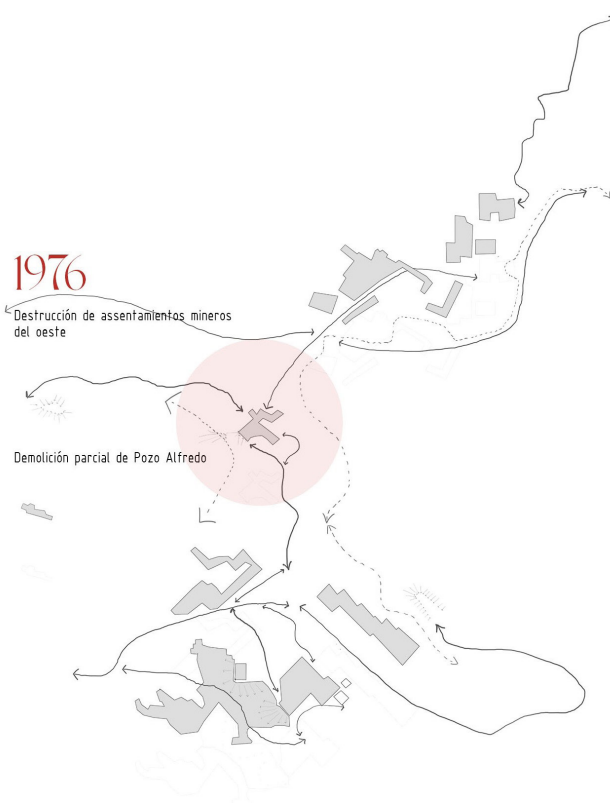 1976
Destrucción de assentamientos mineros
del oeste
Demolición parcial de Pozo Alfredo